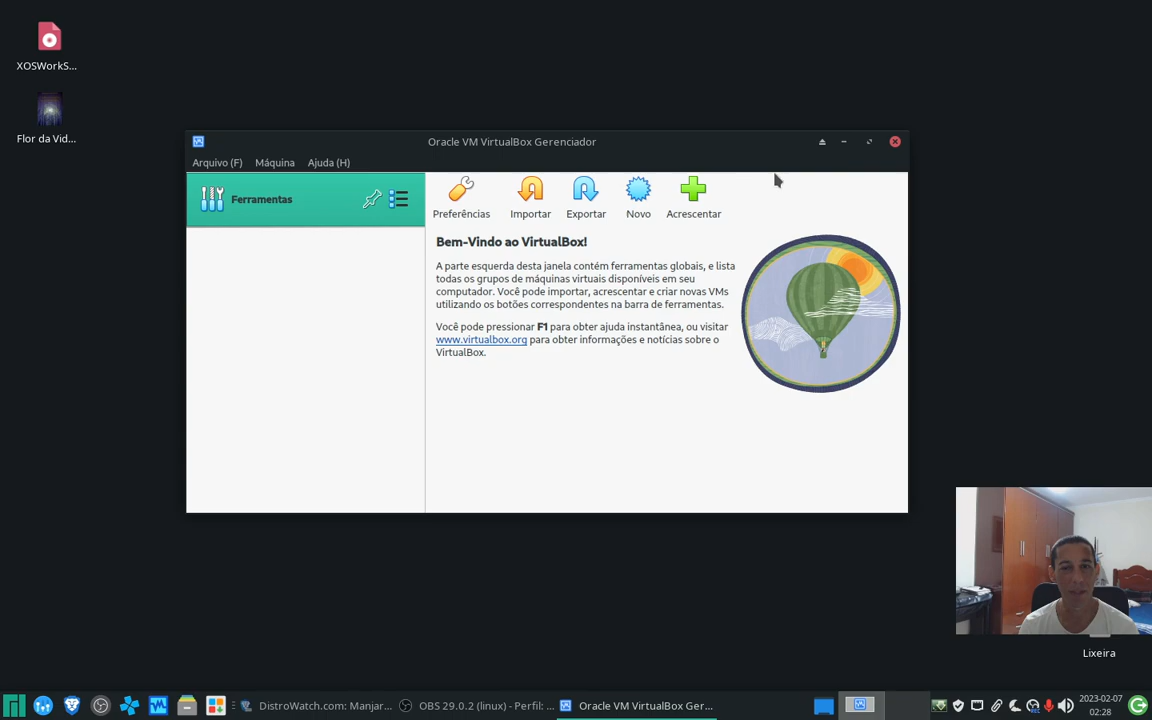 XOSWorkS...
Flor da Vid...
Oracle VM VirtualBox Gerenciador
Arquivo (F) Máquina Ajuda (H)
Ferramentas
Preferências Importar Exportar Novo Acrescentar
Bem-Vindo ao VirtualBox!
A parte esquerda desta janela contém ferramentas globais, e lista
todas os grupos de máquinas virtuais disponíveis em seu
computador. Você pode importar, acrescentar e criar novas VMs
utilizando os botões correspondentes na barra de ferramentas.
Você pode pressionar F1 para obter ajuda instantânea, ou visitar
www.virtualbox.org para obter informações e notícias sobre o
VirtualBox.
Lixeira
DistroWatch.com: Manjar... OBS 29.0.2 (linux) - Perfil: ... Oracle VM VirtualBox Ger...
2023-02-07
02:28